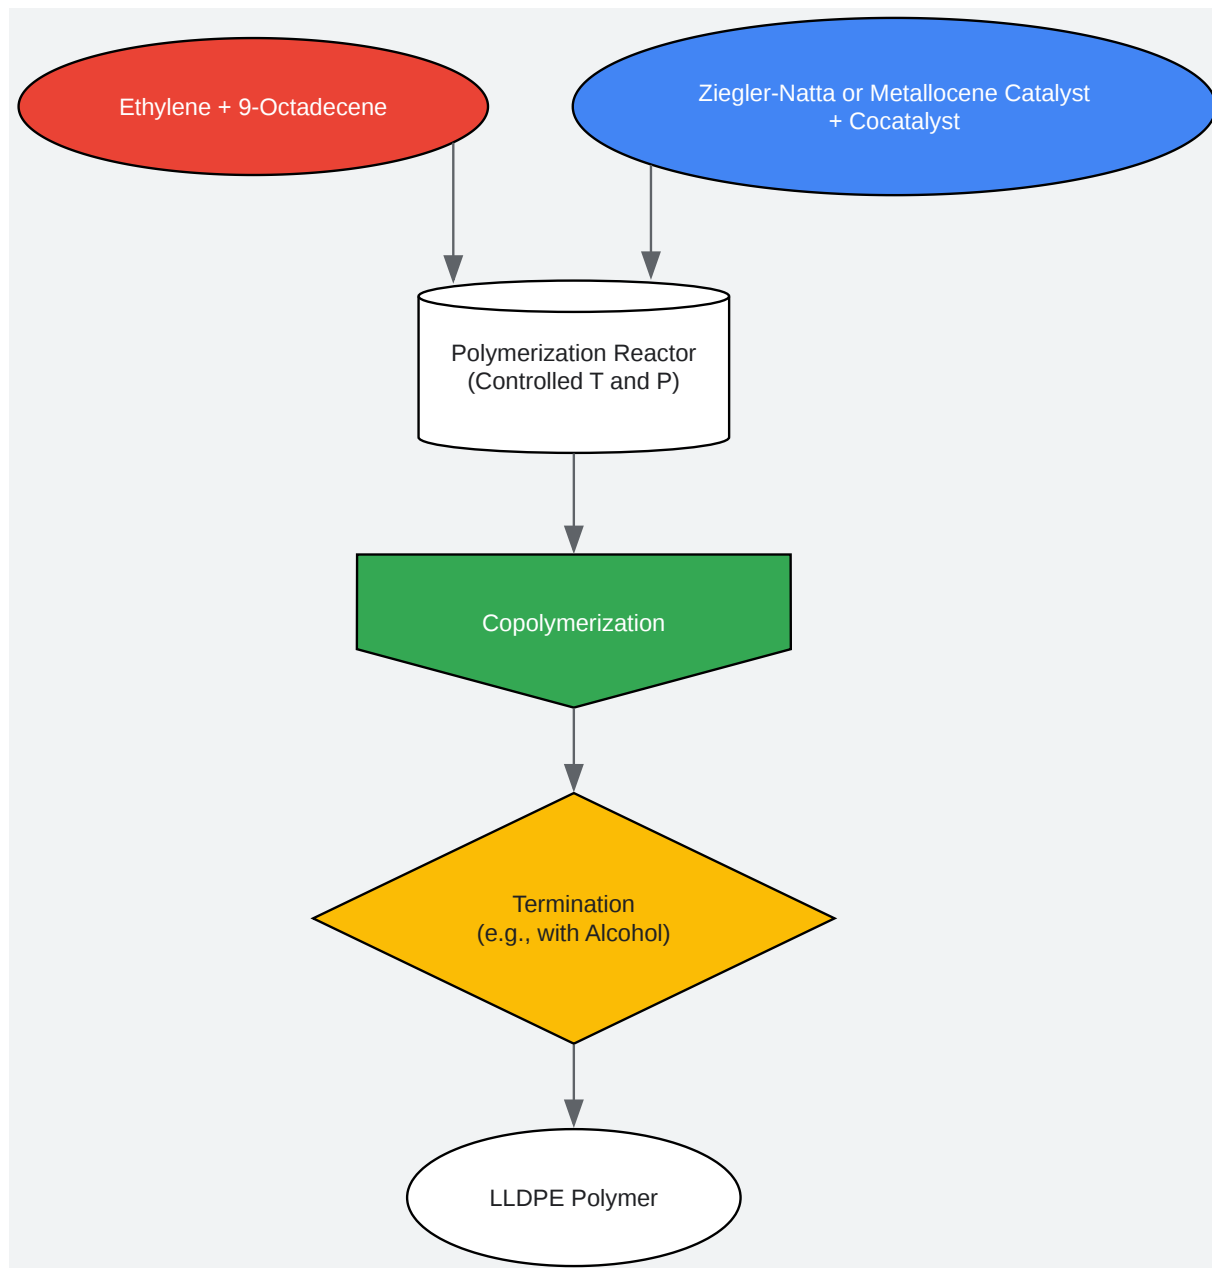 Ethylene + 9-Octadecene
Ziegler-Natta or Metallocene Catalyst
+ Cocatalyst
Polymerization Reactor
(Controlled T and P)
Copolymerization
Termination
(e.g., with Alcohol)
LLDPE Polymer